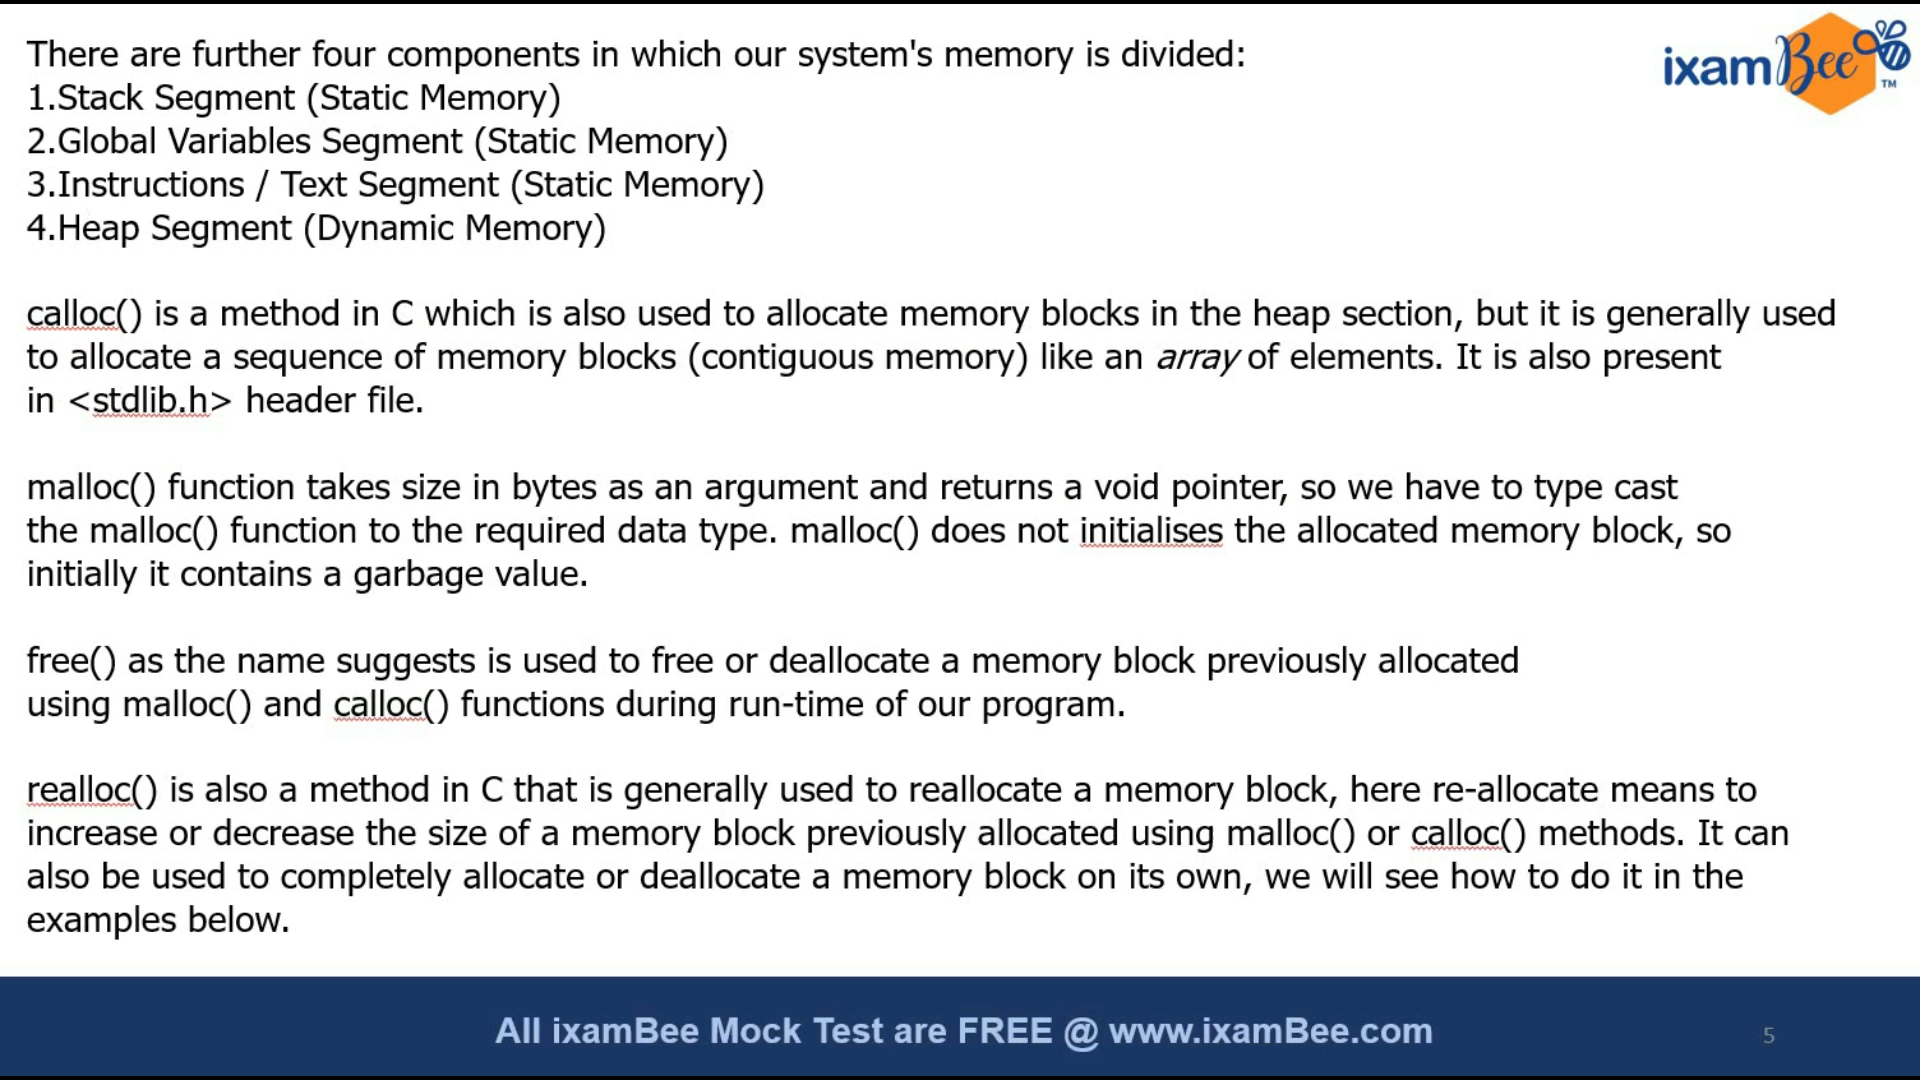 There are further four components in which our system's memory is divided:
1.Stack Segment (Static Memory)
2.Global Variables Segment (Static Memory)
3.Instructions / Text Segment (Static Memory)
4.Heap Segment (Dynamic Memory)
ixamBee
TM
calloc() is a method in C which is also used to allocate memory blocks in the heap section, but it is generally used
to allocate a sequence of memory blocks (contiguous memory) like an array of elements. It is also present
in <stdlib.h> header file.
malloc() function takes size in bytes as an argument and returns a void pointer, so we have to type cast
the malloc() function to the required data type. malloc() does not initialises the allocated memory block, so
initially it contains a garbage value.
free() as the name suggests is used to free or deallocate a memory block previously allocated
using malloc() and calloc() functions during run-time of our program.
realloc() is also a method in C that is generally used to reallocate a memory block, here re-allocate means to
increase or decrease the size of a memory block previously allocated using malloc() or calloc() methods. It can
also be used to completely allocate or deallocate a memory block on its own, we will see how to do it in the
examples below.
All ixamBee Mock Test are FREE @ www.ixamBee.com
5